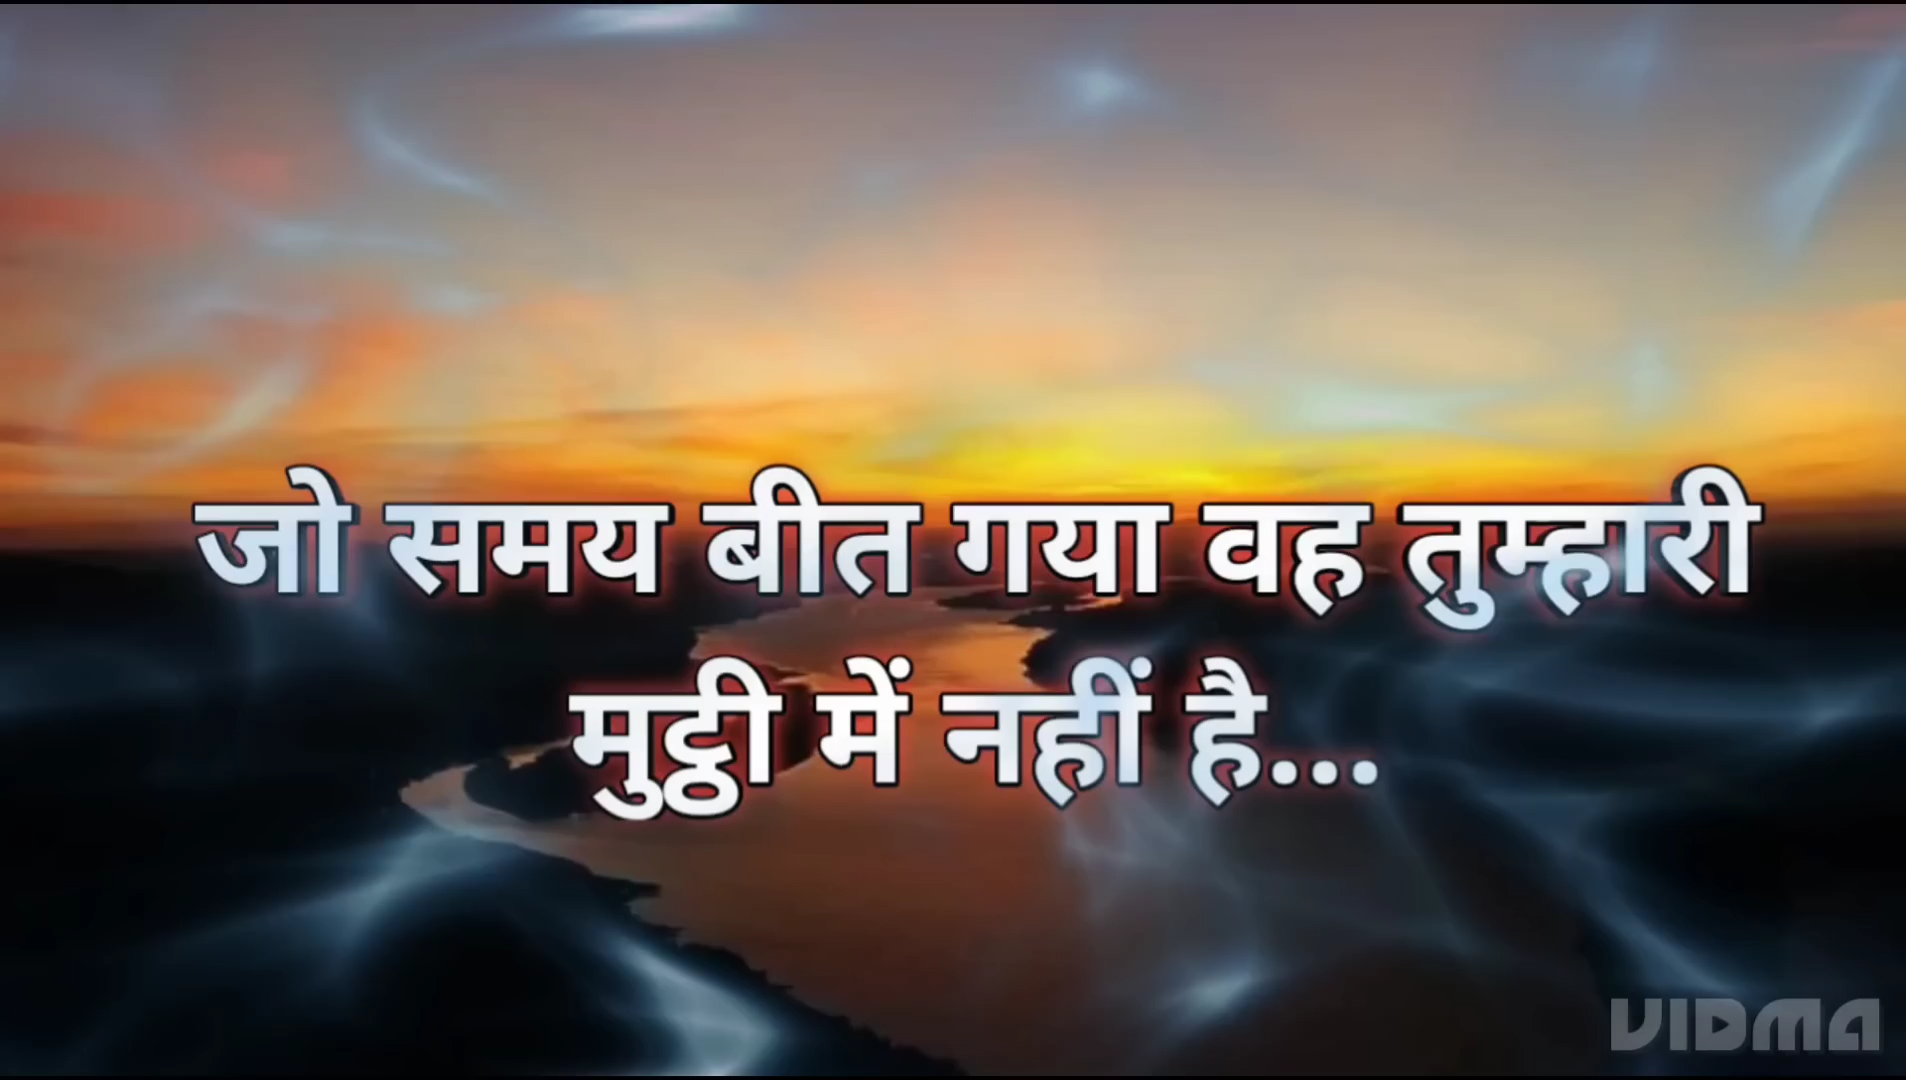 जो समय बीत गया वह तुम्हारी
मुट्ठी में नहीं है...
VIDMA